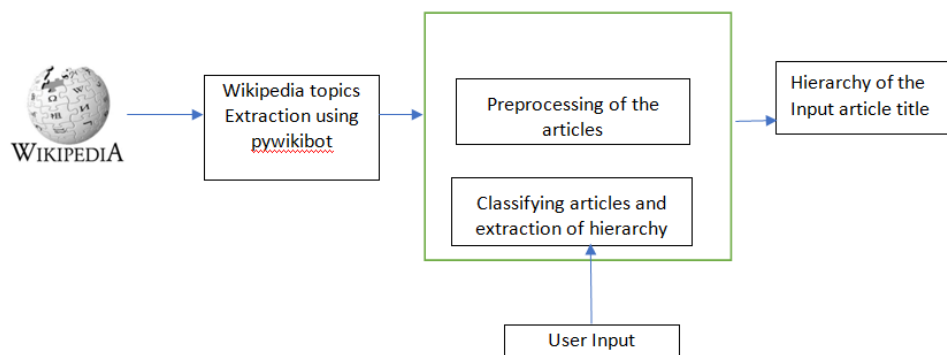 WIKIPEDIA
Wikipedia topics
Extraction using
pywikibot
Preprocessing of the
articles
Classifying articles and
extraction of hierarchy
Hierarchy of the
Input article title
User Input